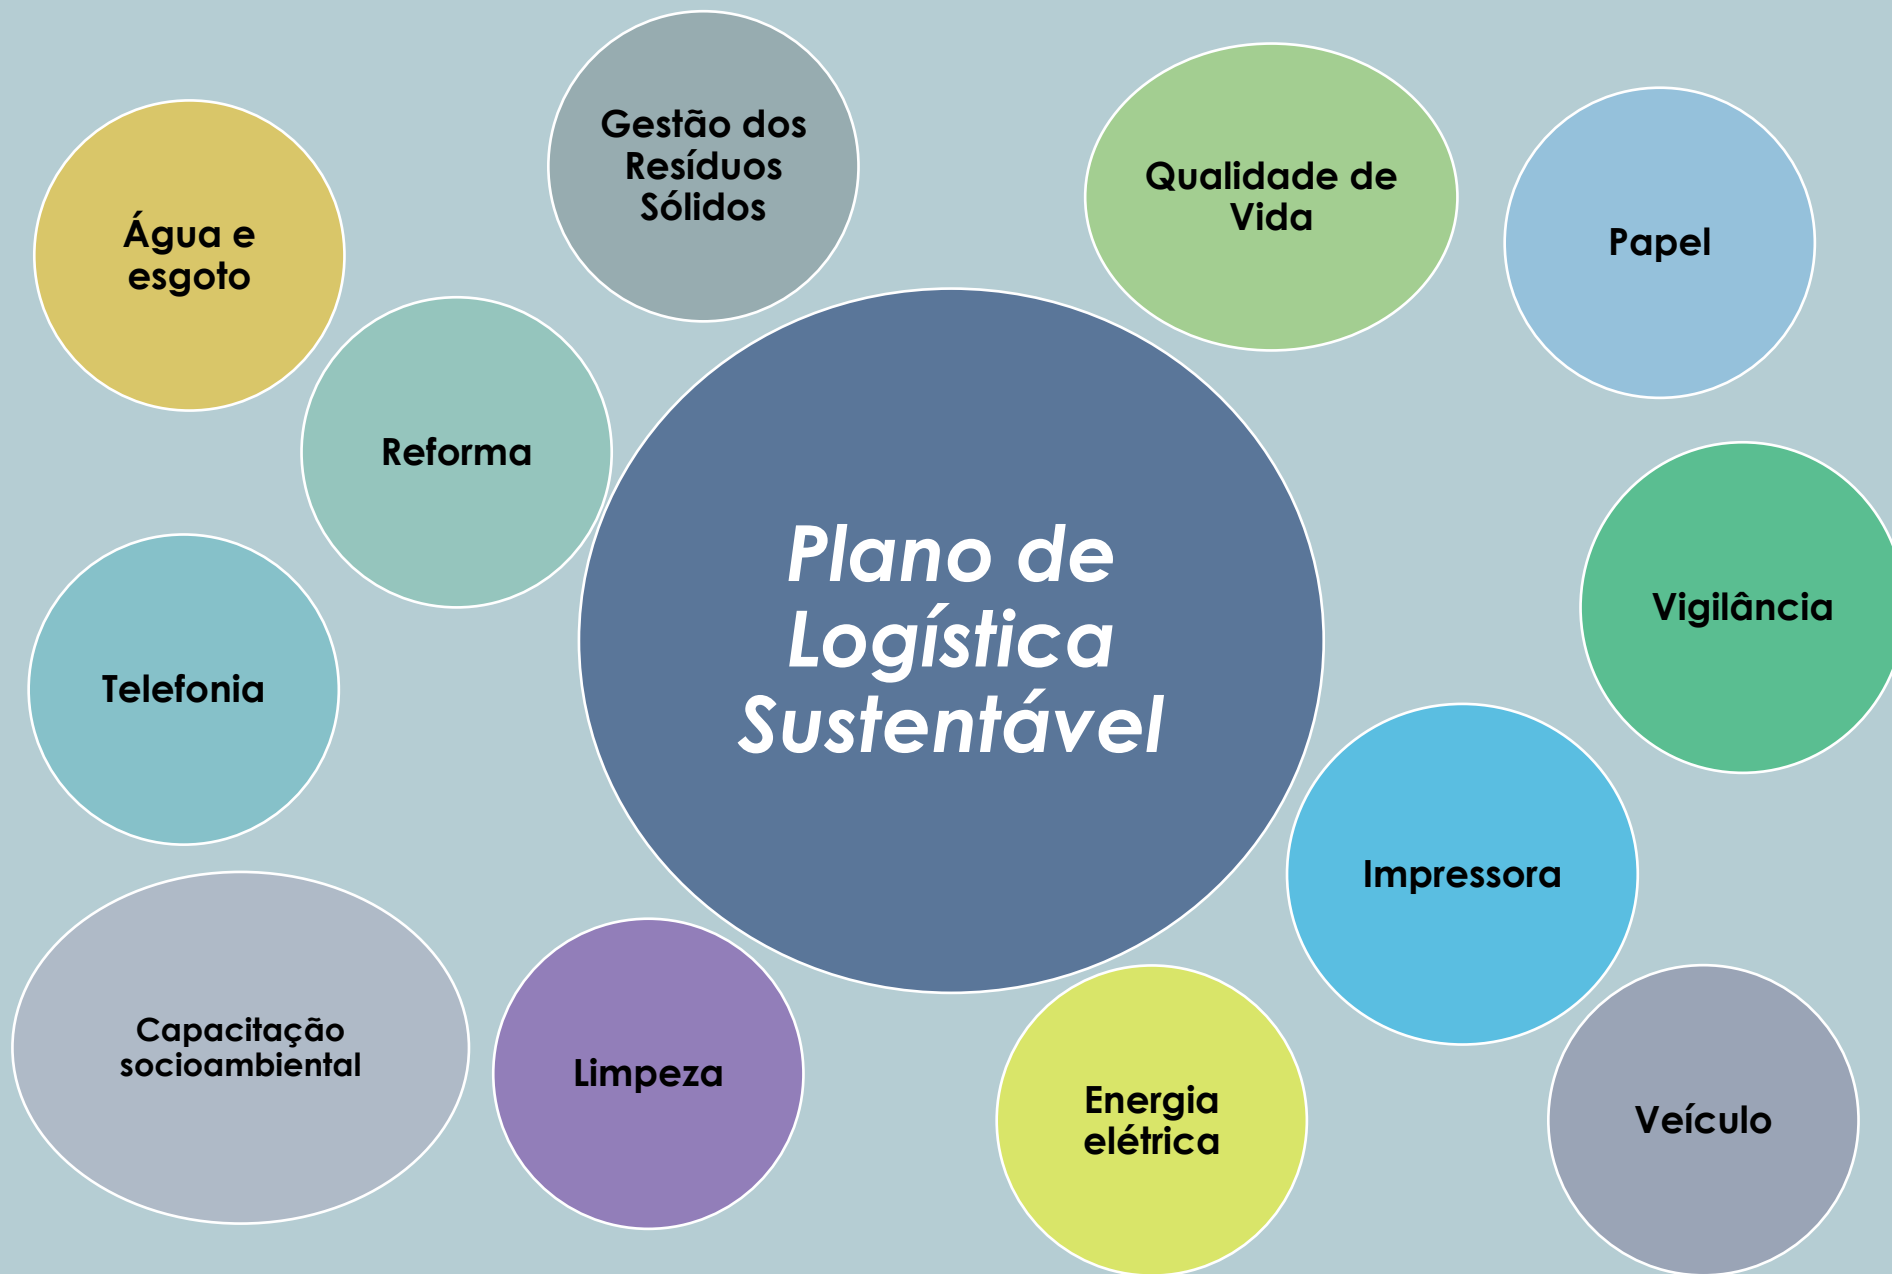 Gestão dos
Resíduos
Sólidos
Qualidade de
Vida
Papel
Água e
esgoto
Reforma
Plano de
Logística
Sustentável
Vigilância
Telefonia
Impressora
Capacitação
socioambiental
Limpeza
Energia
elétrica
Veículo